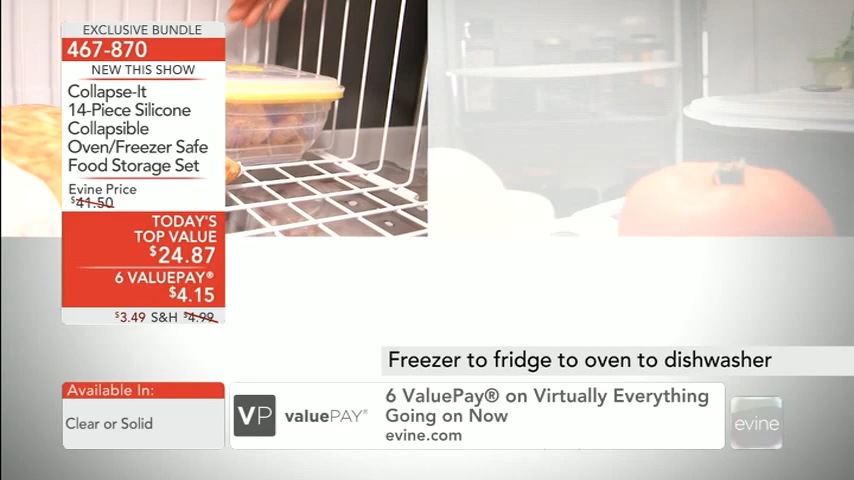 EXCLUSIVE BUNDLE
467-870
NEW THIS SHOW
Collapse-It
14-Piece Silicone
Collapsible
Oven/Freezer Safe
Food Storage Set
Evine Price
$41.50
TODAY'S
TOP VALUE
$24.87
6 VALUEPAY®
$4.15
$3.49 S&H $4.99
Freezer to fridge to oven to dishwasher
Available In:
Clear or Solid
VP valuePAY®
6 ValuePay® on Virtually Everything
Going on Now
evine.com
evine